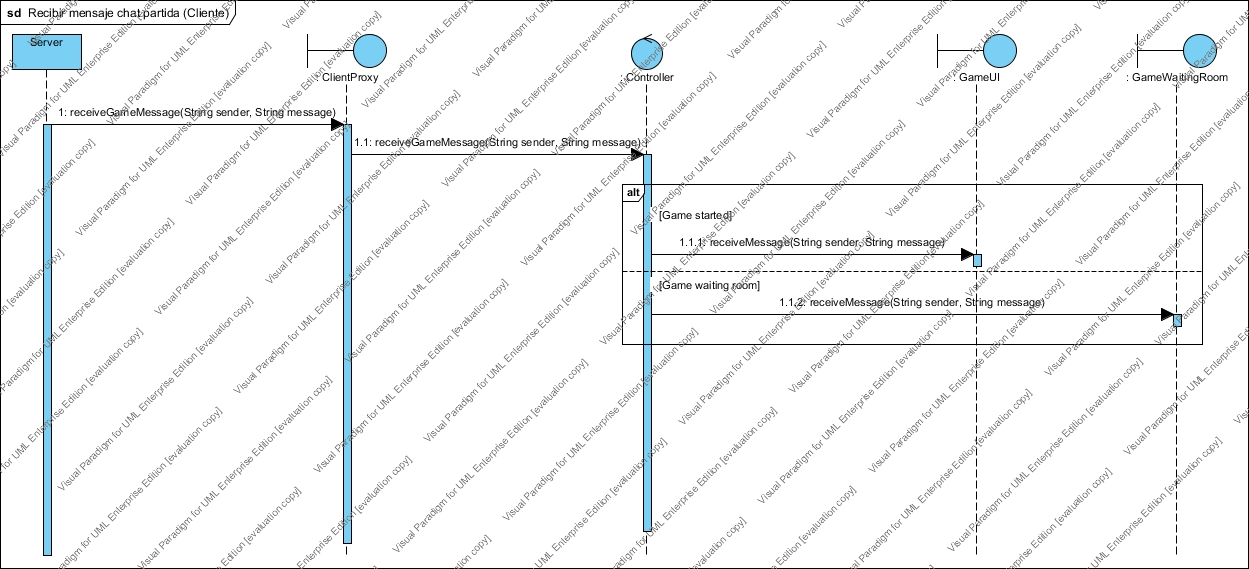 sd Recibir mensaje chat partida (Cliente)
Server
: ClientProxy
: Controller
: GameUI
: GameWaitingRoom
1: receiveGameMessage(String sender, String message)
1.1: receiveGameMessage(String sender, String message)
alt
[Game started]
1.1.1: receiveMessage(String sender, String message)
[Game waiting room]
1.1.2: receiveMessage(String sender, String message)
Visual Paradigm for UML Enterprise Edition [evaluation copy]